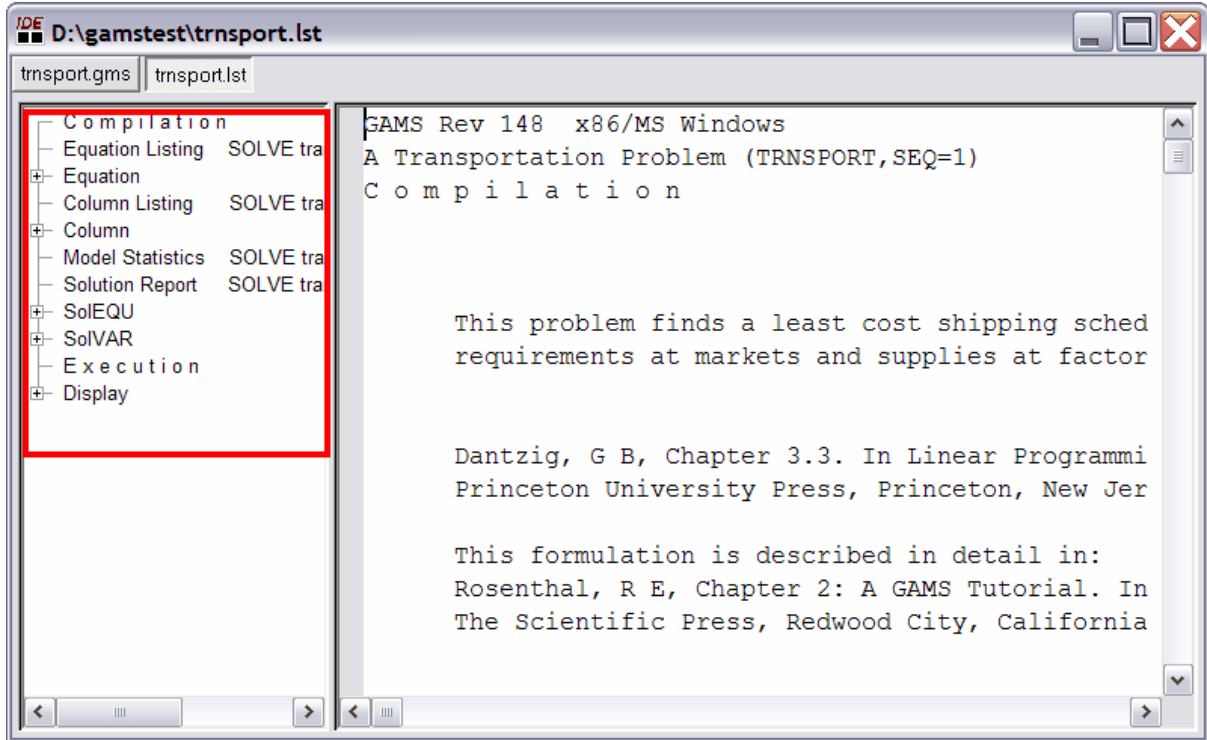 IDE D:\gamstest\trnsport.lst
trnsport.gms trnsport.lst
C o m p i l a t i o n
Equation Listing SOLVE tra
Equation
Column Listing SOLVE tra
Column
Model Statistics SOLVE tra
Solution Report SOLVE tra
SolEQU
SolVAR
E x e c u t i o n
Display
GAMS Rev 148 x86/MS Windows
A Transportation Problem (TRNSPORT,SEQ=1)
C o m p i l a t i o n
This problem finds a least cost shipping sched
requirements at markets and supplies at factor
Dantzig, G B, Chapter 3.3. In Linear Programmi
Princeton University Press, Princeton, New Jer
This formulation is described in detail in:
Rosenthal, R E, Chapter 2: A GAMS Tutorial. In
The Scientific Press, Redwood City, California